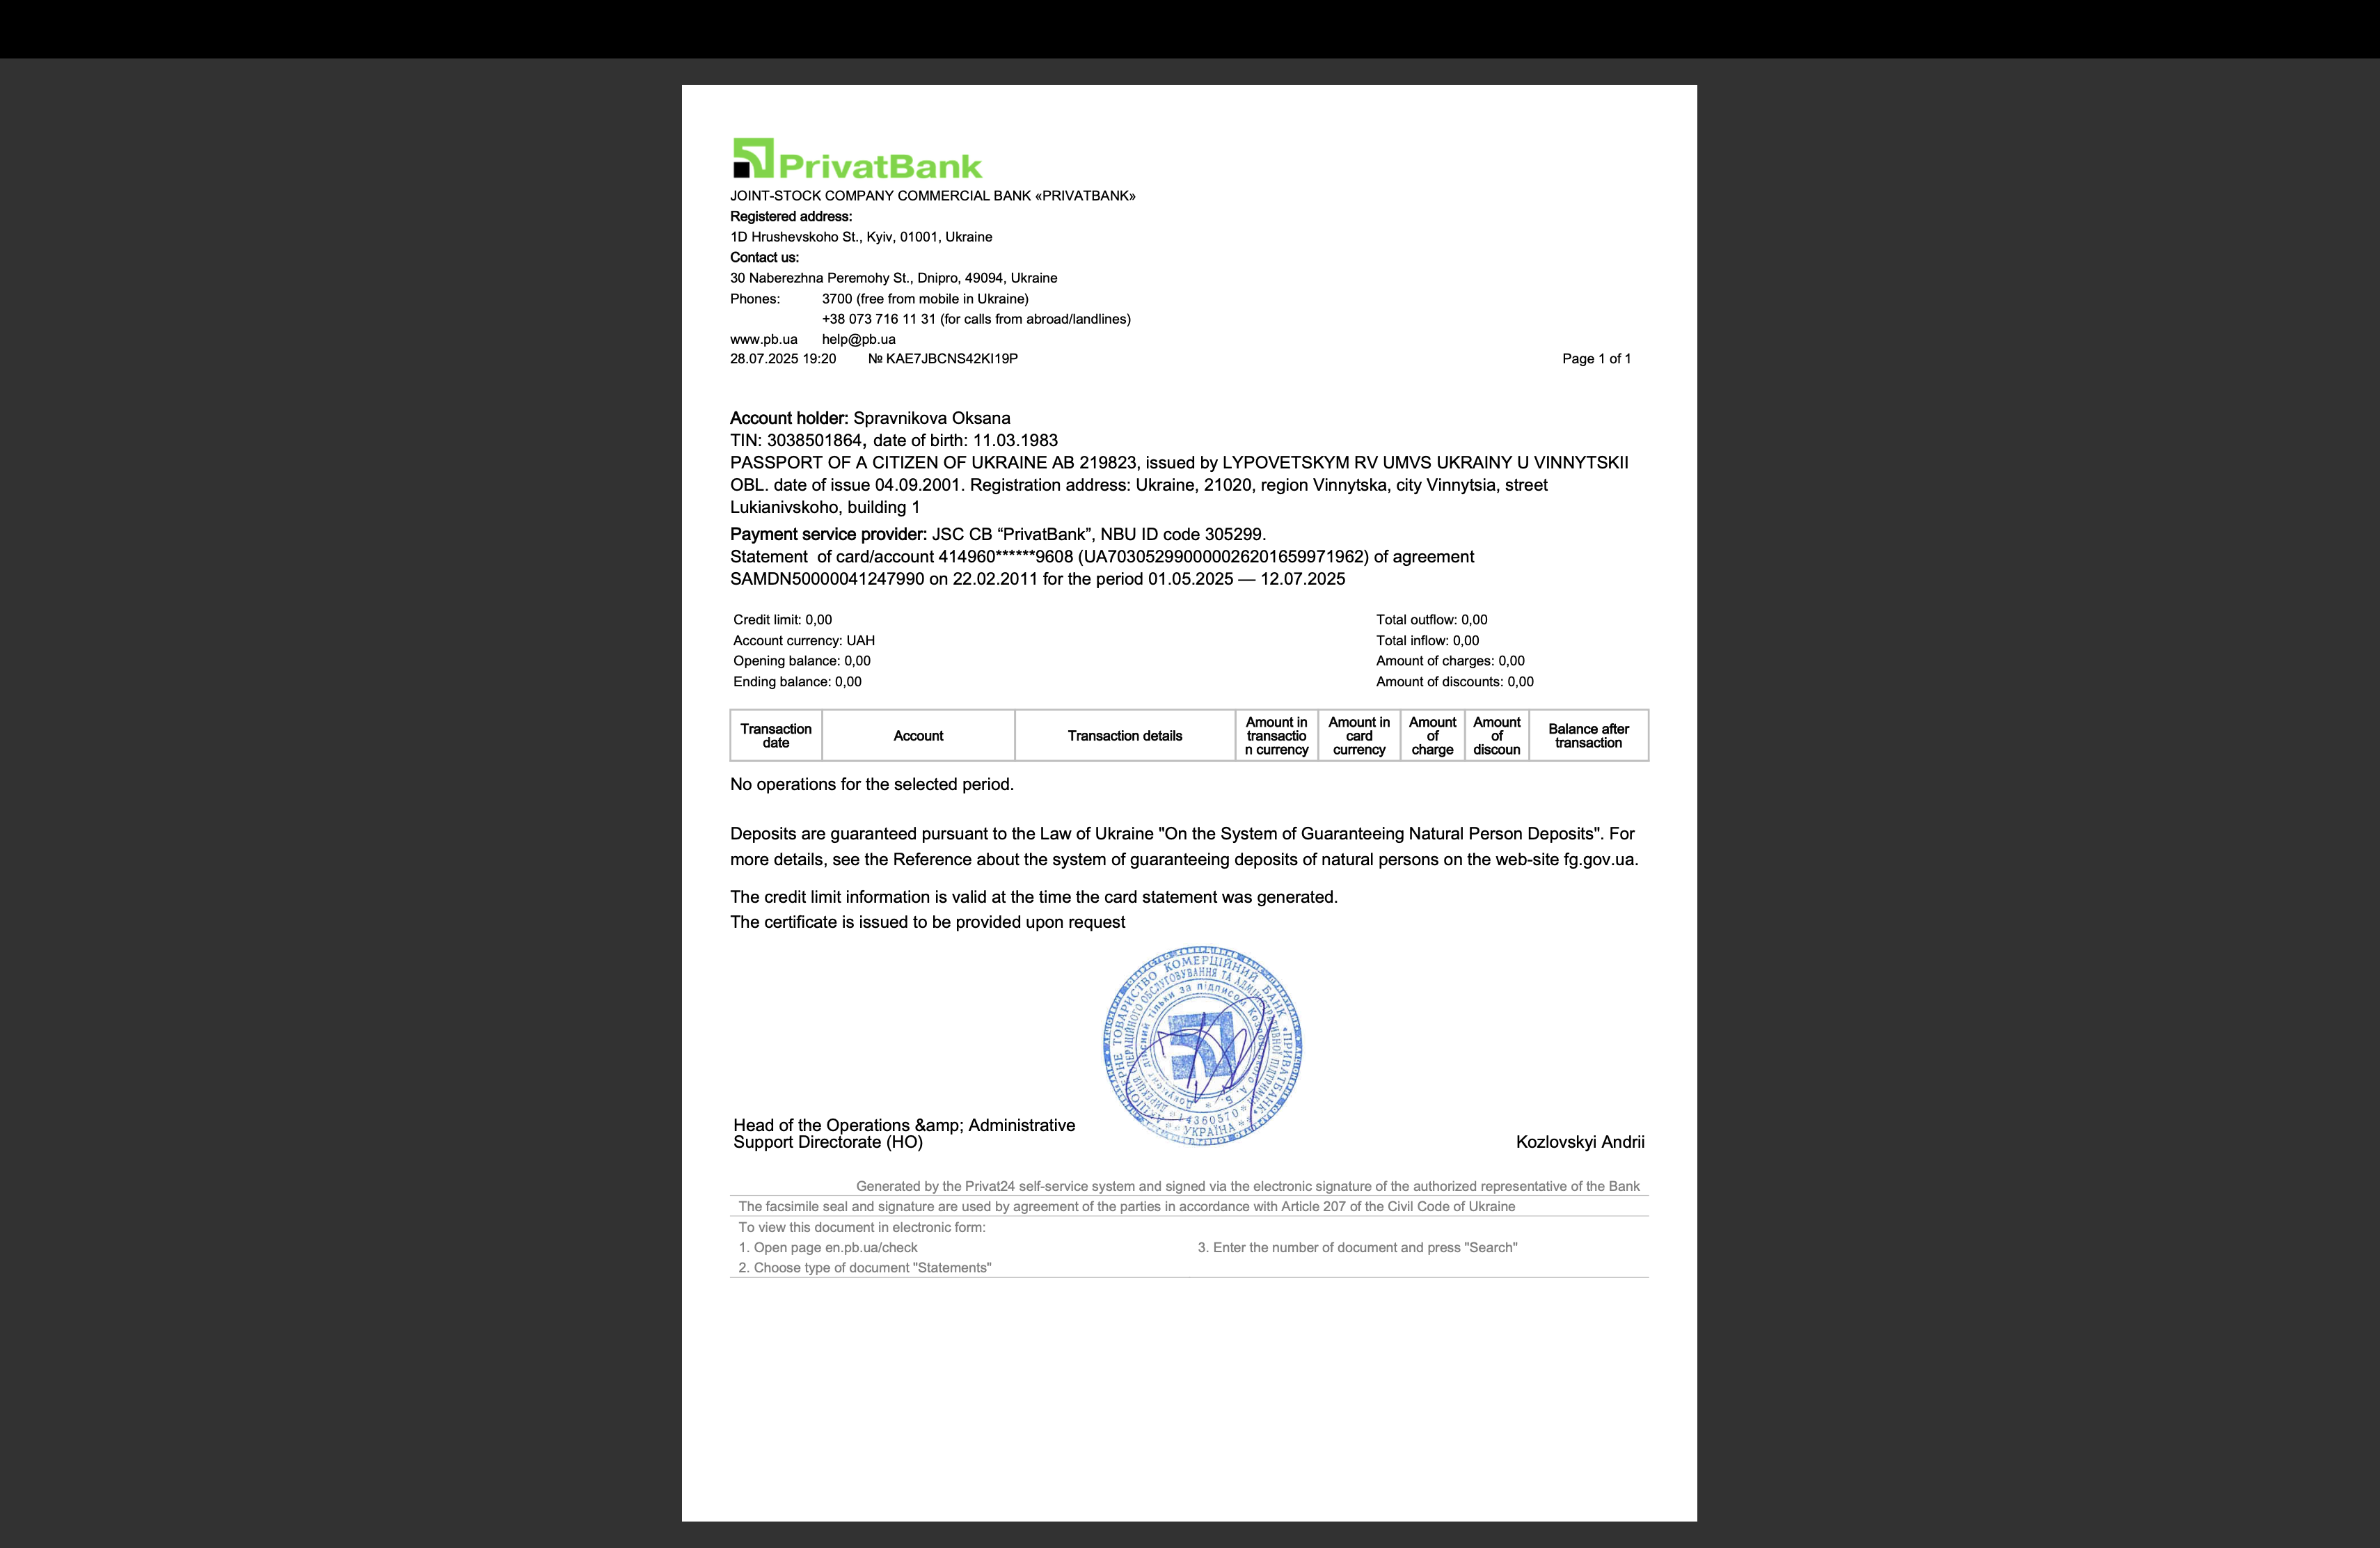 PrivatBank
JOINT-STOCK COMPANY COMMERCIAL BANK «PRIVATBANK»
Registered address:
1D Hrushevskoho St., Kyiv, 01001, Ukraine
Contact us:
30 Naberezhna Peremohy St., Dnipro, 49094, Ukraine
Phones: 3700 (free from mobile in Ukraine)
+38 073 716 11 31 (for calls from abroad/landlines)
www.pb.ua help@pb.ua
28.07.2025 19:20 № KAE7JBCNS42KI19P Page 1 of 1
Account holder: Spravnikova Oksana
TIN: 3038501864, date of birth: 11.03.1983
PASSPORT OF A CITIZEN OF UKRAINE AB 219823, issued by LYPOVETSKYM RV UMVS UKRAINY U VINNYTSKII
OBL. date of issue 04.09.2001. Registration address: Ukraine, 21020, region Vinnytska, city Vinnytsia, street
Lukianivskoho, building 1
Payment service provider: JSC CB “PrivatBank”, NBU ID code 305299.
Statement of card/account 414960******9608 (UA703052990000026201659971962) of agreement
SAMDN50000041247990 on 22.02.2011 for the period 01.05.2025 — 12.07.2025
Credit limit: 0,00 Total outflow: 0,00
Account currency: UAH Total inflow: 0,00
Opening balance: 0,00 Amount of charges: 0,00
Ending balance: 0,00 Amount of discounts: 0,00
Transaction
date
Account
Transaction details
Amount in
transactio
n currency
Amount in
card
currency
Amount
of
charge
Amount
of
discoun
Balance after
transaction
No operations for the selected period.
Deposits are guaranteed pursuant to the Law of Ukraine "On the System of Guaranteeing Natural Person Deposits". For
more details, see the Reference about the system of guaranteeing deposits of natural persons on the web-site fg.gov.ua.
The credit limit information is valid at the time the card statement was generated.
The certificate is issued to be provided upon request
АКЦІОНЕРНЕ ТОВАРИСТВО КОМЕРЦІЙНИЙ БАНК «ПРИВАТБАНК»
ОБСЛУГОВУВАННЯ ТА АДМІНІСТРАТИВНОЇ ПІДТРИМКИ
тільки за підписом
14360570
УКРАЇНА
Head of the Operations &amp; Administrative
Support Directorate (HO)
Kozlovskyi Andrii
Generated by the Privat24 self-service system and signed via the electronic signature of the authorized representative of the Bank
The facsimile seal and signature are used by agreement of the parties in accordance with Article 207 of the Civil Code of Ukraine
To view this document in electronic form:
1. Open page en.pb.ua/check 3. Enter the number of document and press "Search"
2. Choose type of document "Statements"